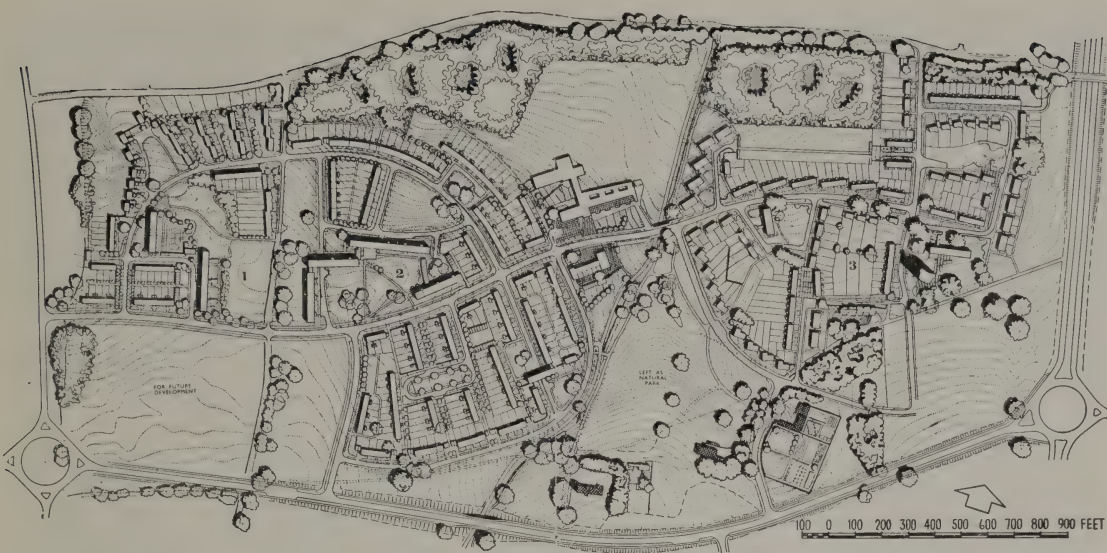 1
2
3
FOR FUTURE
DEVELOPMENT
LEFT AS
NATURAL
PARK
100 0 100 200 300 400 500 600 700 800 900 FEET